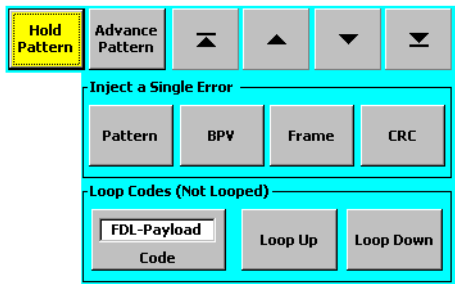 Hold
Pattern
Advance
Pattern
Inject a Single Error
Pattern
BPV
Frame
CRC
Loop Codes (Not Looped)
FDL-Payload
Code
Loop Up
Loop Down